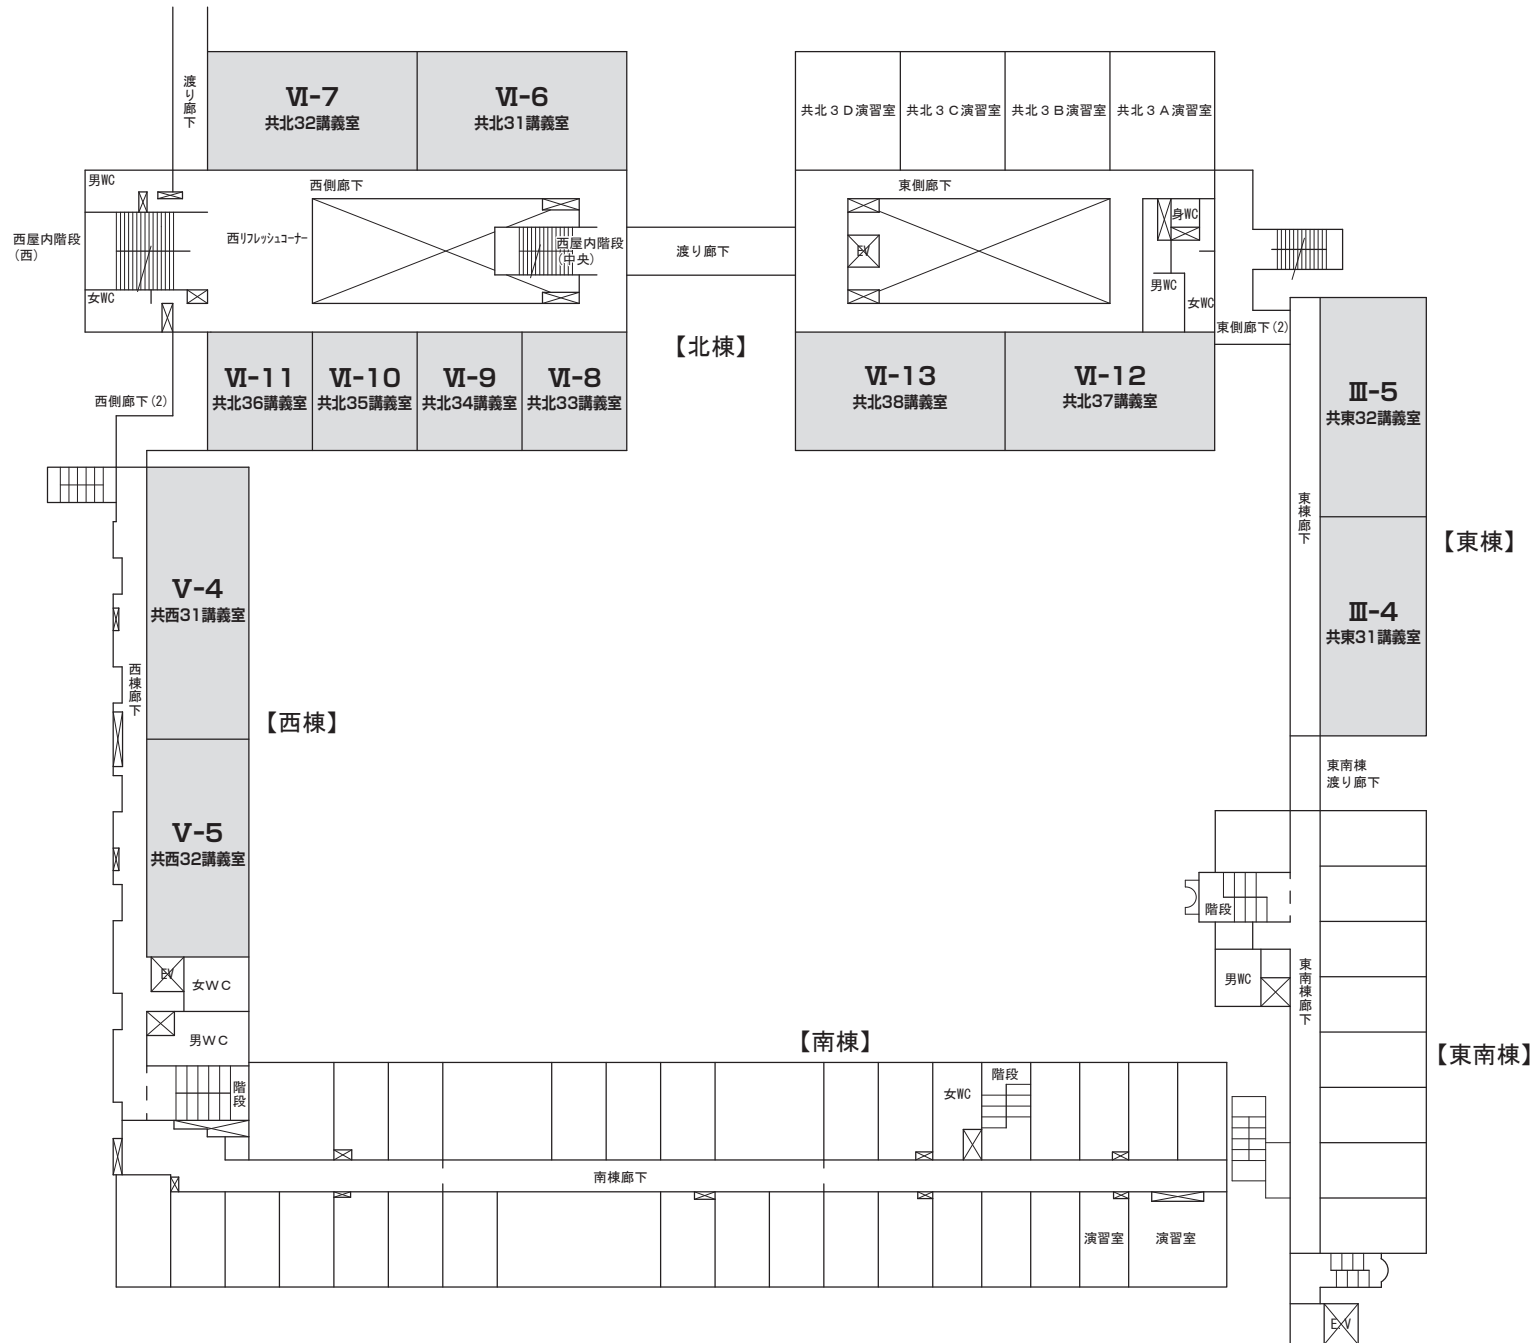 渡り廊下
Ⅵ-7
共北32講義室
Ⅵ-6
共北31講義室
共北3D演習室
共北3C演習室
共北3B演習室
共北3A演習室
男WC
西側廊下
東側廊下
西屋内階段
(西)
西リフレッシュコーナー
西屋内階段
(中央)
渡り廊下
EV
身WC
男WC
女WC
女WC
東側廊下(2)
【北棟】
Ⅵ-11
共北36講義室
Ⅵ-10
共北35講義室
Ⅵ-9
共北34講義室
Ⅵ-8
共北33講義室
Ⅵ-13
共北38講義室
Ⅵ-12
共北37講義室
西側廊下(2)
Ⅲ-5
共東32講義室
東棟廊下
【東棟】
Ⅲ-4
共東31講義室
Ⅴ-4
共西31講義室
西棟廊下
【西棟】
Ⅴ-5
共西32講義室
東南棟
渡り廊下
階段
EV
女WC
男WC
階段
男WC
東南棟廊下
【東南棟】
【南棟】
女WC
階段
南棟廊下
演習室
演習室
EV